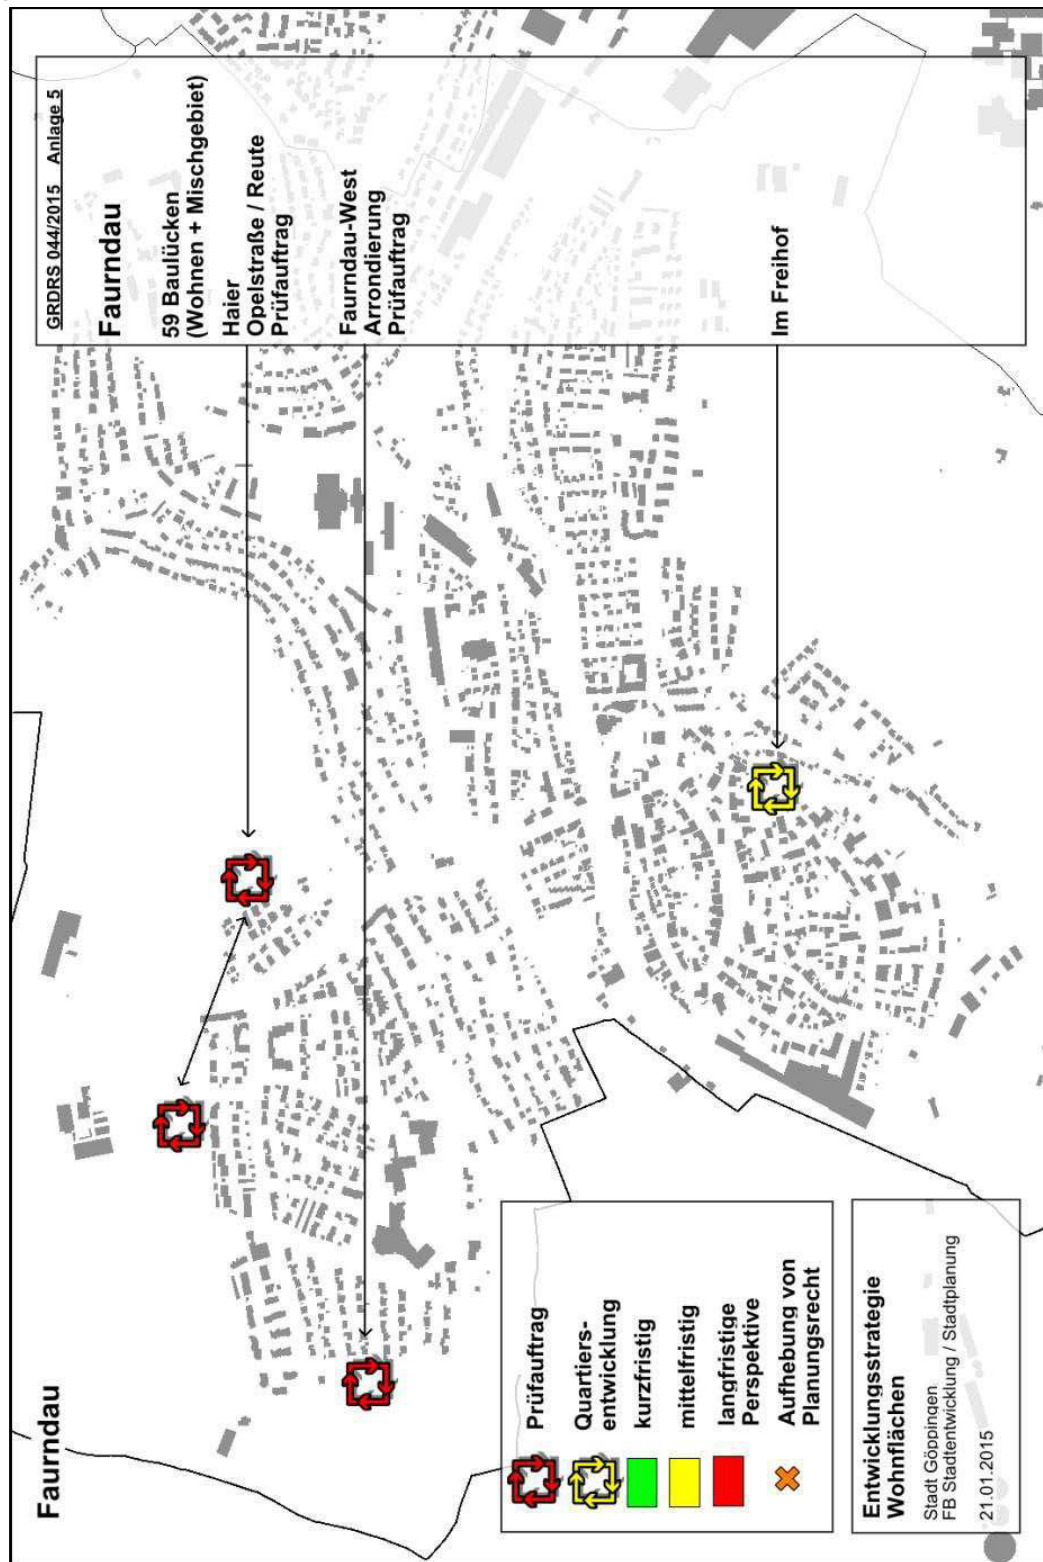 Faurndau
GRDRS 044/2015 Anlage 5
Faurndau
59 Baulücken
(Wohnen + Mischgebiet)
Haier
Opelstraße / Reute
Prüfauftrag
Faurndau-West
Arrondierung
Prüfauftrag
Im Freihof
Prüfauftrag
Quartiers-
entwicklung
kurzfristig
mittelfristig
langfristige
Perspektive
Aufhebung von
Planungsrecht
Entwicklungsstrategie
Wohnflächen
Stadt Göppingen
FB Stadtentwicklung / Stadtplanung
21.01.2015